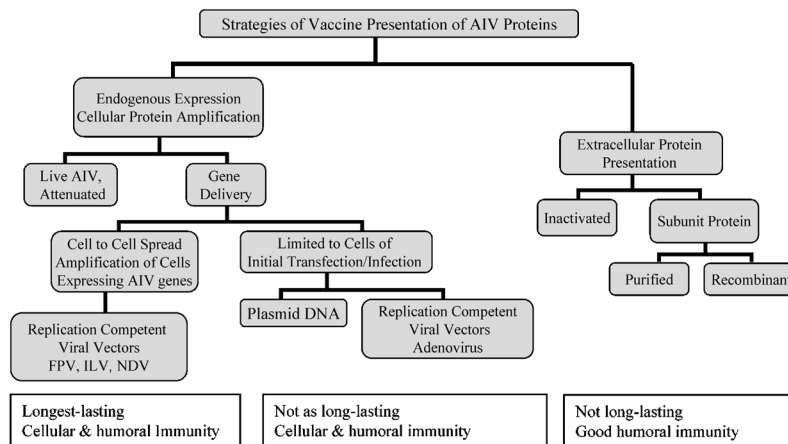 Strategies of Vaccine Presentation of AIV Proteins
Endogenous Expression
Cellular Protein Amplification
Extracellular Protein
Presentation
Live AIV,
Attenuated
Gene
Delivery
Inactivated
Subunit Protein
Cell to Cell Spread
Amplification of Cells
Expressing AIV genes
Limited to Cells of
Initial Transfection/Infection
Purified
Recombinant
Replication Competent
Viral Vectors
FPV, ILV, NDV
Plasmid DNA
Replication Competent
Viral Vectors
Adenovirus
Longest-lasting
Cellular & humoral Immunity
Not as long-lasting
Cellular & humoral immunity
Not long-lasting
Good humoral immunity